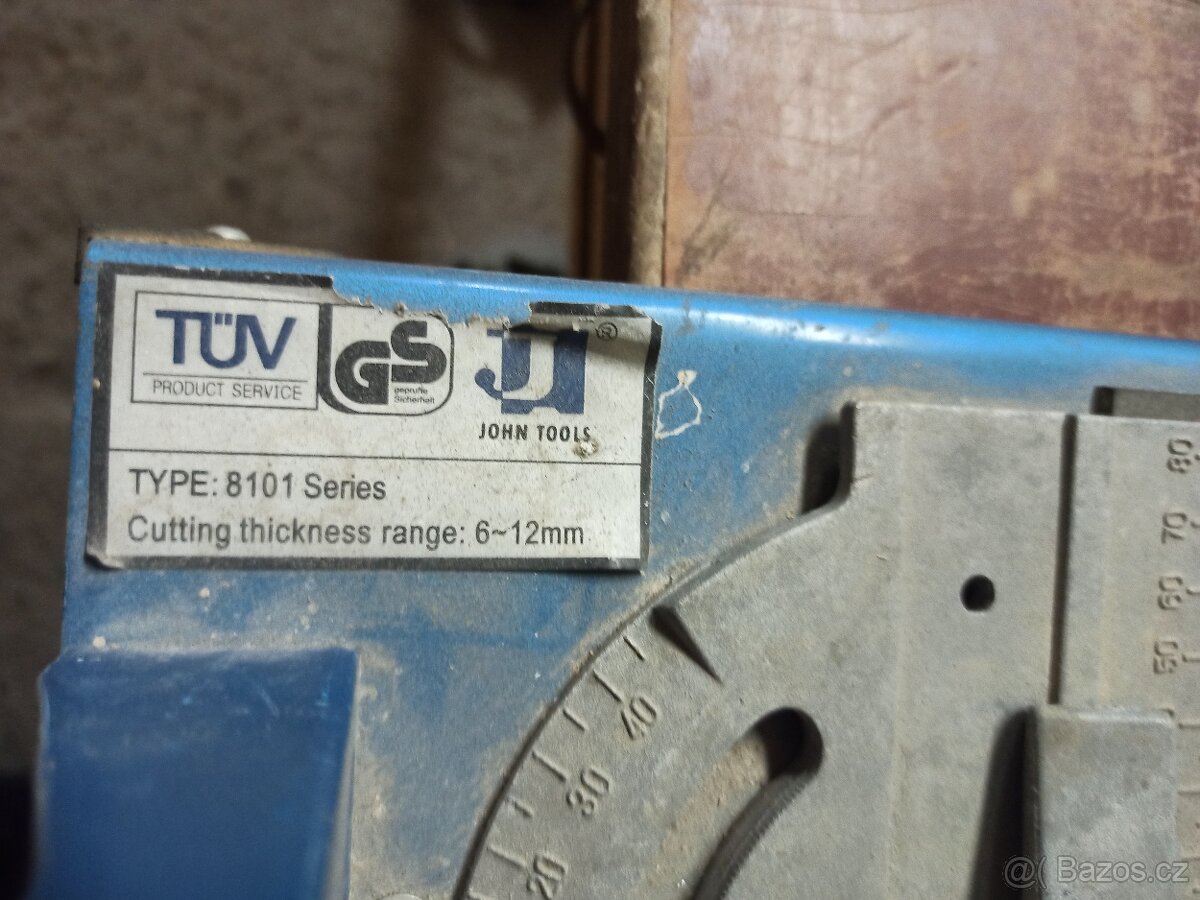 TÜV
PRODUCT SERVICE
GS
geprüfte
Sicherheit
JJ ®
JOHN TOOLS
TYPE: 8101 Series
Cutting thickness range: 6~12mm
80
70
60
50
40
30
20
@( Bazos.cz